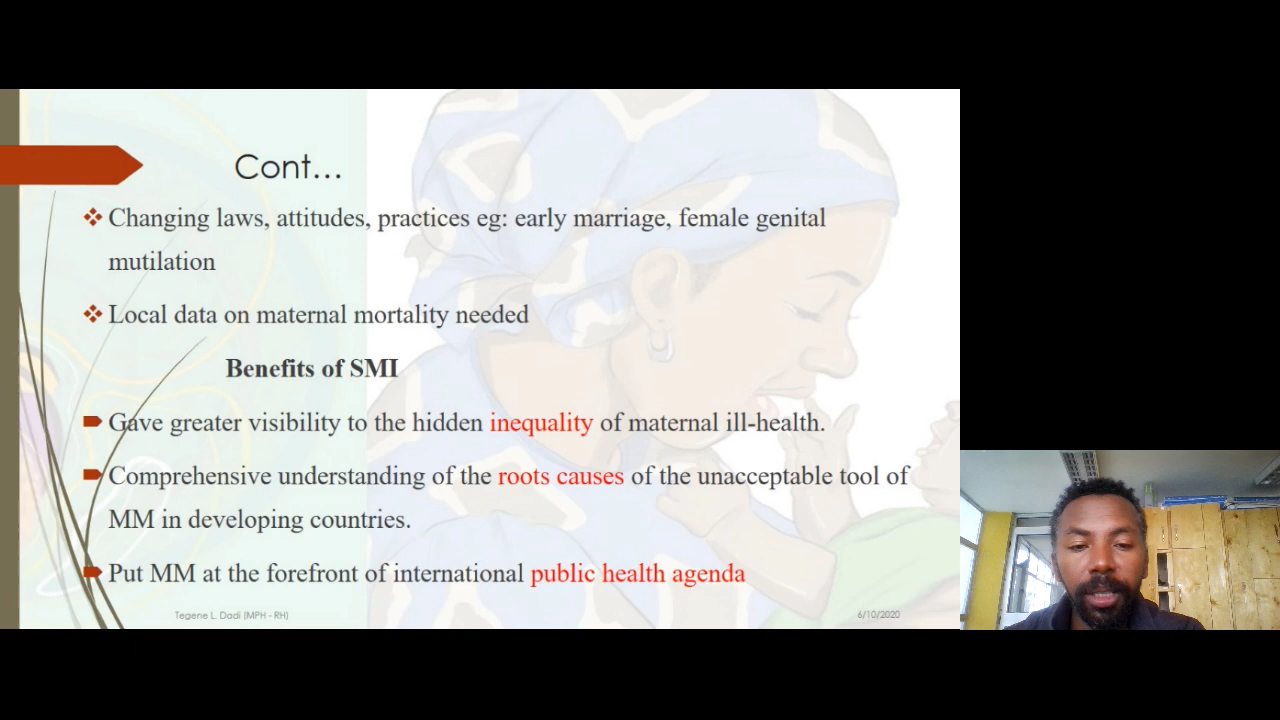 Cont...
Changing laws, attitudes, practices eg: early marriage, female genital
mutilation
Local data on maternal mortality needed
Benefits of SMI
Gave greater visibility to the hidden inequality of maternal ill-health.
Comprehensive understanding of the roots causes of the unacceptable tool of
MM in developing countries.
Put MM at the forefront of international public health agenda
Tegene L. Dadi (MPH - RH)
6/10/2020